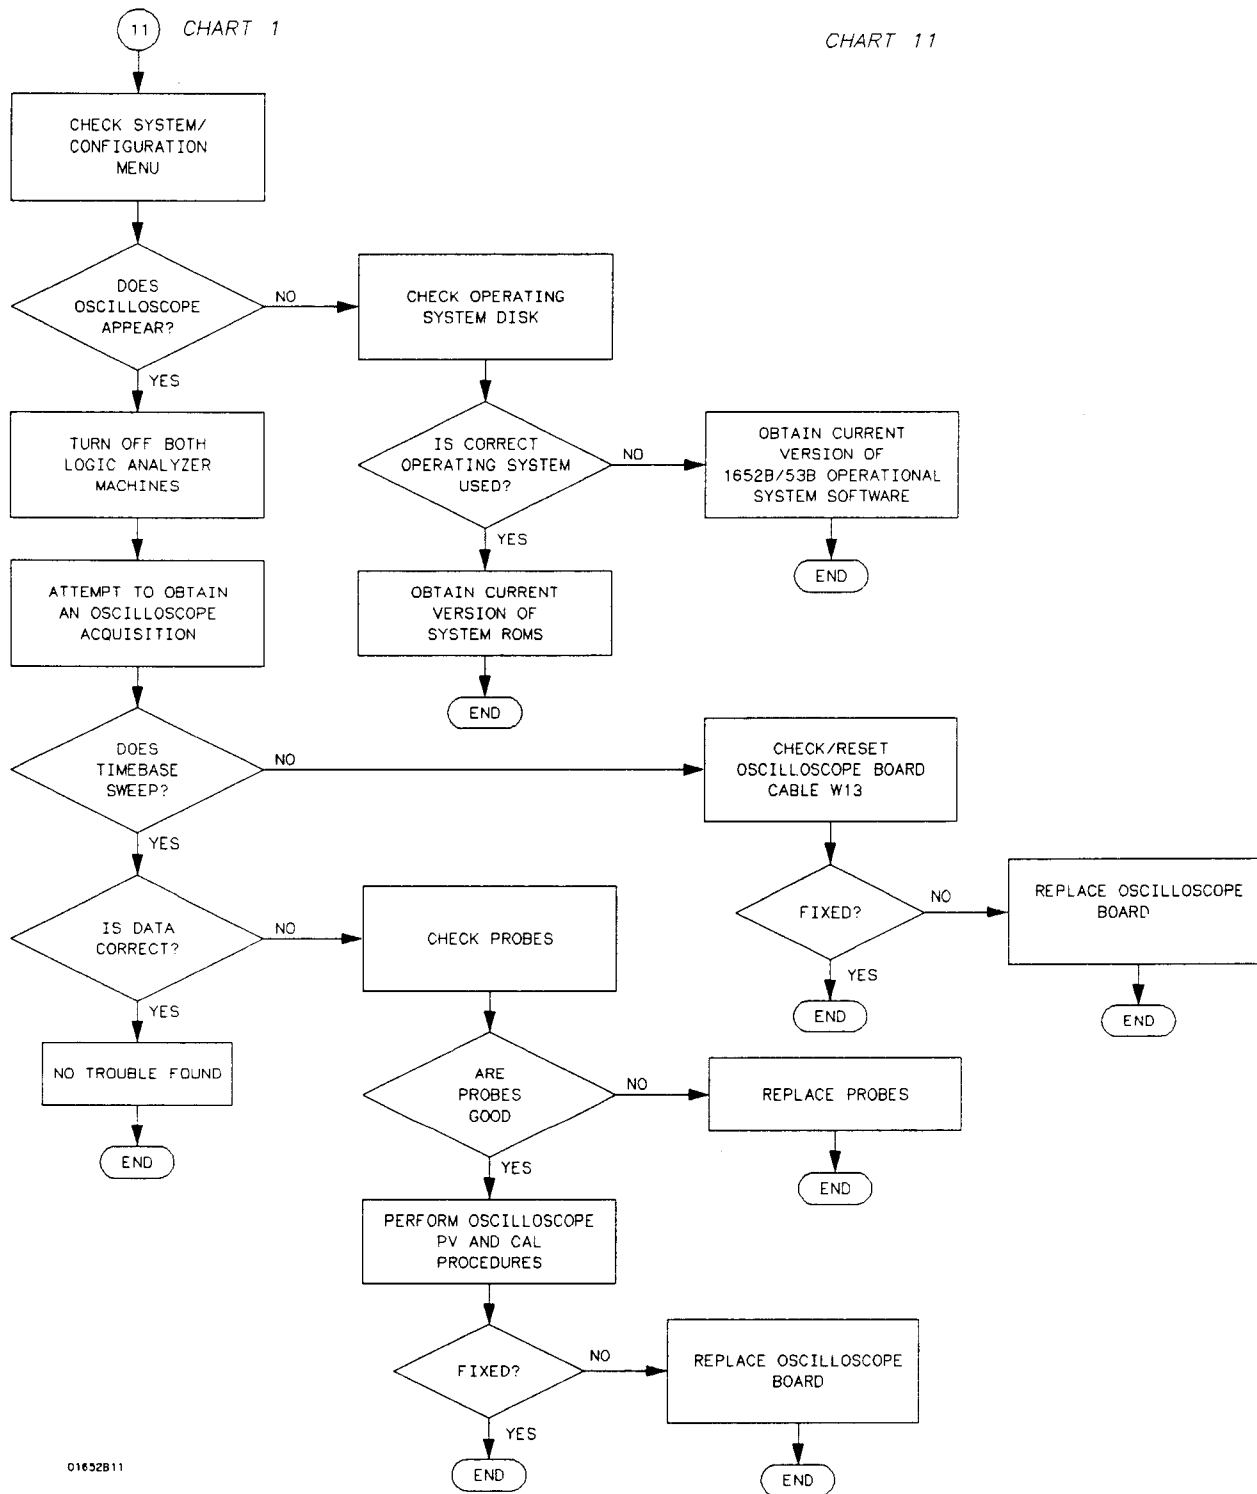 11 CHART 1
CHART 11
CHECK SYSTEM/
CONFIGURATION
MENU
DOES
OSCILLOSCOPE
APPEAR?
NO
YES
CHECK OPERATING
SYSTEM DISK
TURN OFF BOTH
LOGIC ANALYZER
MACHINES
IS CORRECT
OPERATING SYSTEM
USED?
NO
YES
OBTAIN CURRENT
VERSION OF
1652B/53B OPERATIONAL
SYSTEM SOFTWARE
END
ATTEMPT TO OBTAIN
AN OSCILLOSCOPE
ACQUISITION
OBTAIN CURRENT
VERSION OF
SYSTEM ROMS
END
DOES
TIMEBASE
SWEEP?
NO
YES
CHECK/RESET
OSCILLOSCOPE BOARD
CABLE W13
FIXED?
NO
YES
END
REPLACE OSCILLOSCOPE
BOARD
END
IS DATA
CORRECT?
NO
YES
CHECK PROBES
NO TROUBLE FOUND
END
ARE
PROBES
GOOD
NO
YES
REPLACE PROBES
END
PERFORM OSCILLOSCOPE
PV AND CAL
PROCEDURES
FIXED?
NO
YES
END
REPLACE OSCILLOSCOPE
BOARD
END
01652B11